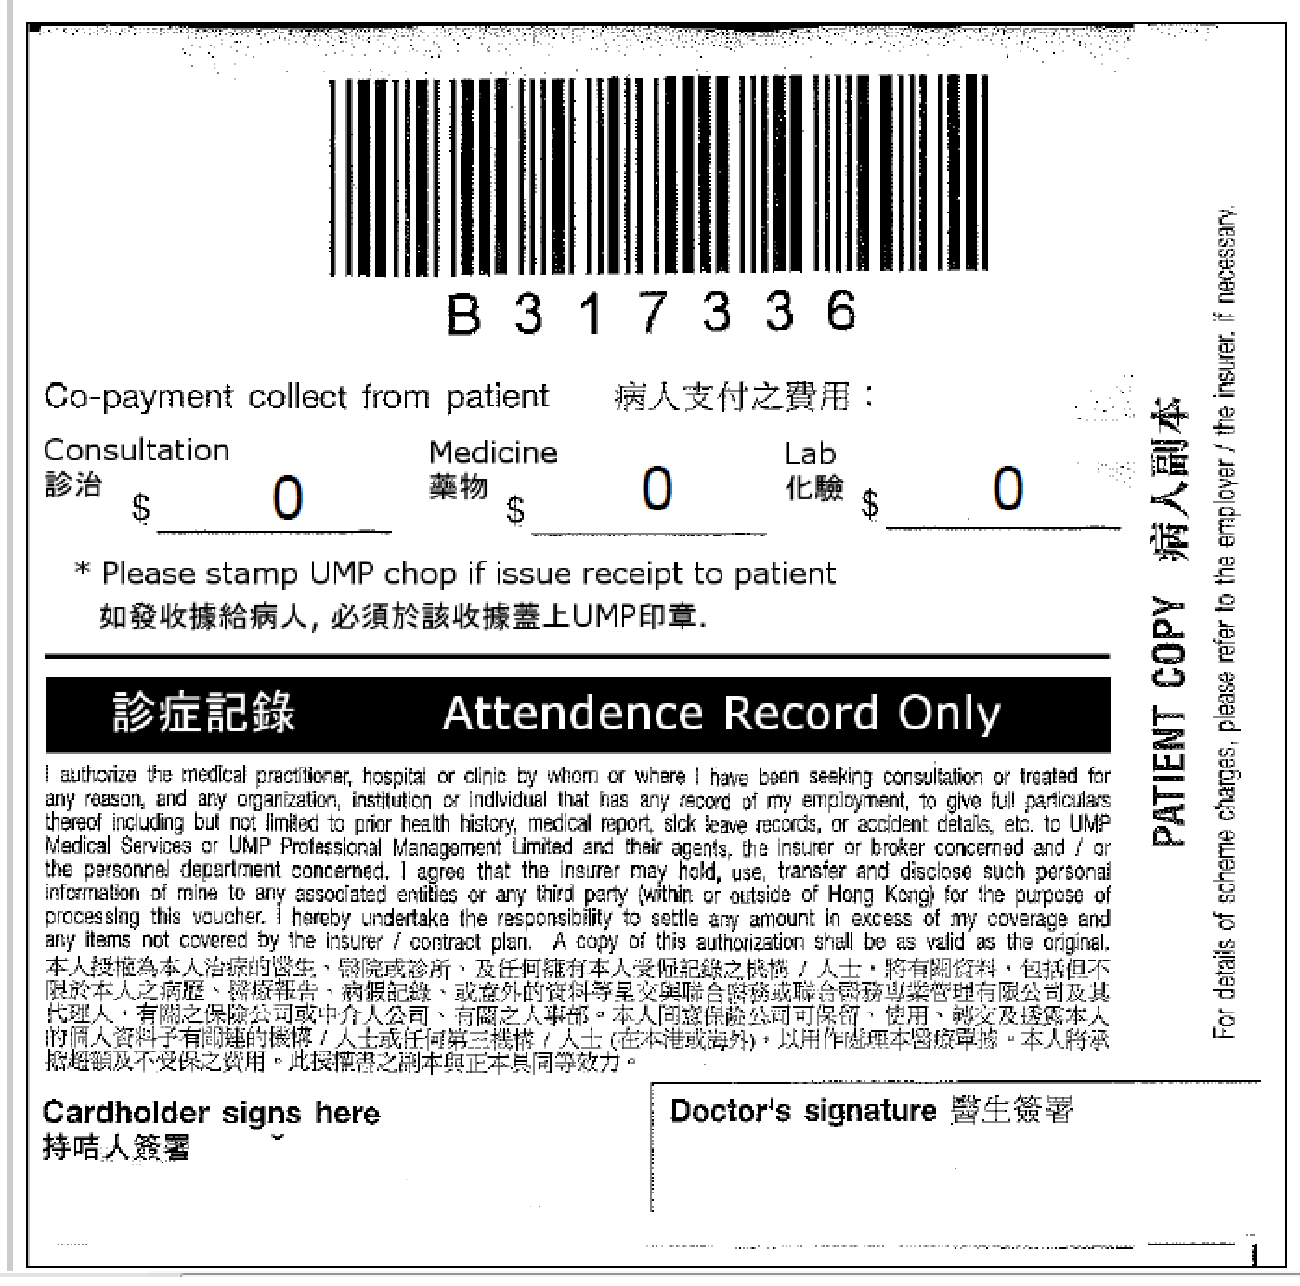 B317336
Co-payment collect from patient 病人支付之費用：
Consultation
診治 $ 0
Medicine
藥物 $ 0
Lab
化驗 $ 0
* Please stamp UMP chop if issue receipt to patient
如發收據給病人, 必須於該收據蓋上UMP印章.
診症記錄 Attendence Record Only
I authorize the medical practitioner, hospital or clinic by whom or where I have been seeking consultation or treated for
any reason, and any organization, institution or individual that has any record of my employment, to give full particulars
thereof including but not limited to prior health history, medical report, sick leave records, or accident details, etc. to UMP
Medical Services or UMP Professional Management Limited and their agents, the insurer or broker concerned and / or
the personnel department concerned. I agree that the insurer may hold, use, transfer and disclose such personal
information of mine to any associated entities or any third party (within or outside of Hong Kong) for the purpose of
processing this voucher. I hereby undertake the responsibility to settle any amount in excess of my coverage and
any items not covered by the insurer / contract plan. A copy of this authorization shall be as valid as the original.
本人授權為本人治療的醫生、醫院或診所、及任何擁有本人受僱記錄之機構 / 人士，將有關資料，包括但不
限於本人之病歷、醫療報告、病假記錄、或意外的資料等呈交與聯合醫務或聯合醫務專業管理有限公司及其
代理人，有關之保險公司或中介人公司、有關之人事部。本人同意保險公司可保留、使用、轉交及透露本人
的個人資料予有關連的機構 / 人士或任何第三機構 / 人士 (在本港或海外)，以用作處理本醫療單據。本人將承
擔超額及不受保之費用。此授權書之副本與正本具同等效力。
Cardholder signs here
持咭人簽署
Doctor's signature 醫生簽署
PATIENT COPY 病人副本
For details of scheme charges, please refer to the employer / the insurer, if necessary.